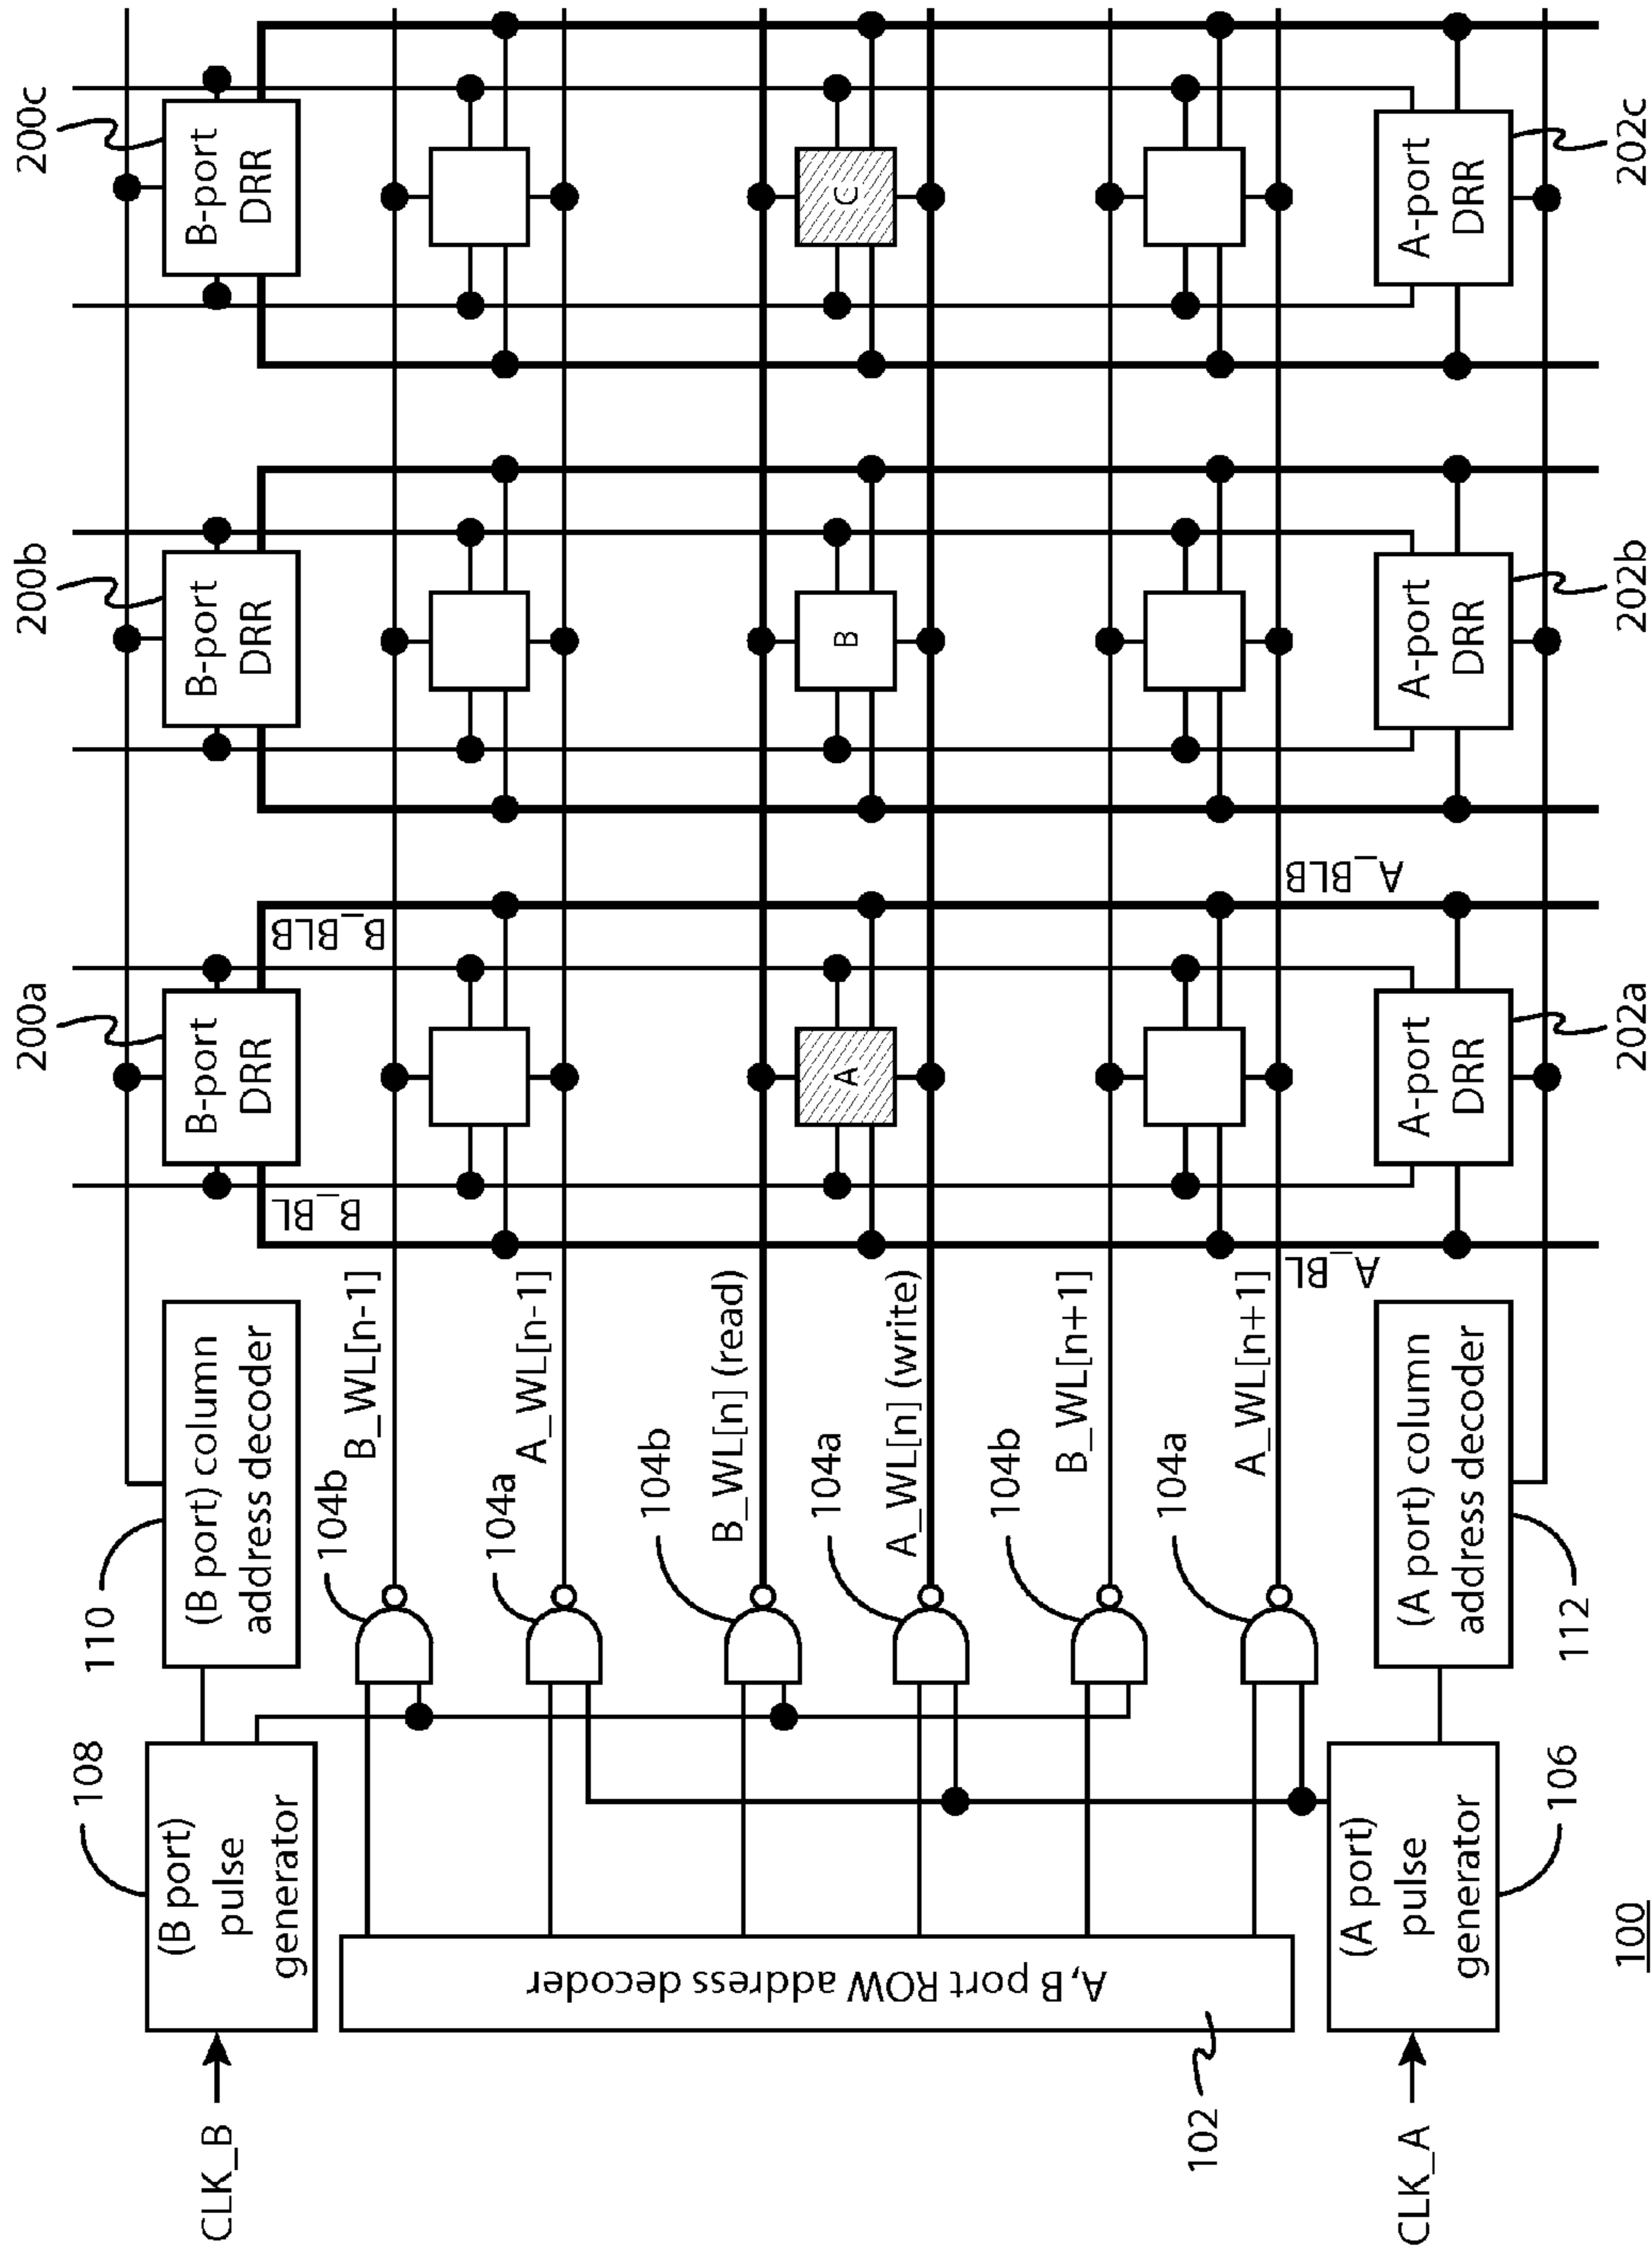 CLK_B
(B port)
pulse
generator
108
110
(B port) column
address decoder
200a
B-port
DRR
200b
B-port
DRR
200c
B-port
DRR
B_BL
B_BLB
104b
B_WL[n-1]
104a
A_WL[n-1]
104b
B_WL[n] (read)
A
B
C
104a
A_WL[n] (write)
104b
B_WL[n+1]
104a
A_WL[n+1]
A_BL
A_BLB
A,B port ROW address decoder
102
CLK_A
(A port)
pulse
generator
106
(A port) column
address decoder
112
A-port
DRR
202a
A-port
DRR
202b
A-port
DRR
202c
100